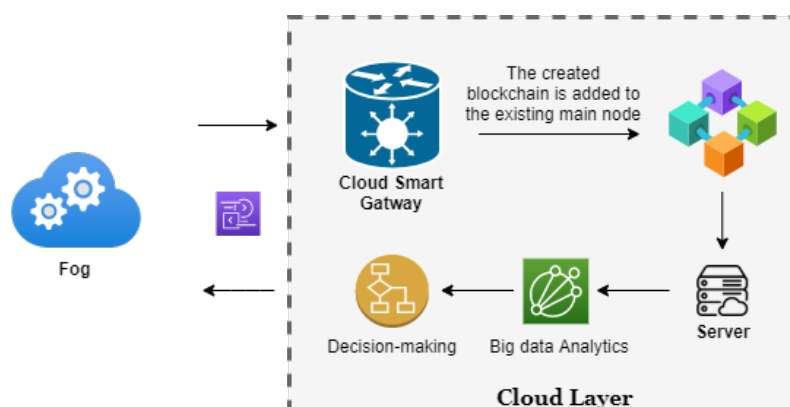 The created
blockchain is added to
the existing main node
Cloud Smart
Gatway
Fog
Decision-making
Big data Analytics
Server
Cloud Layer